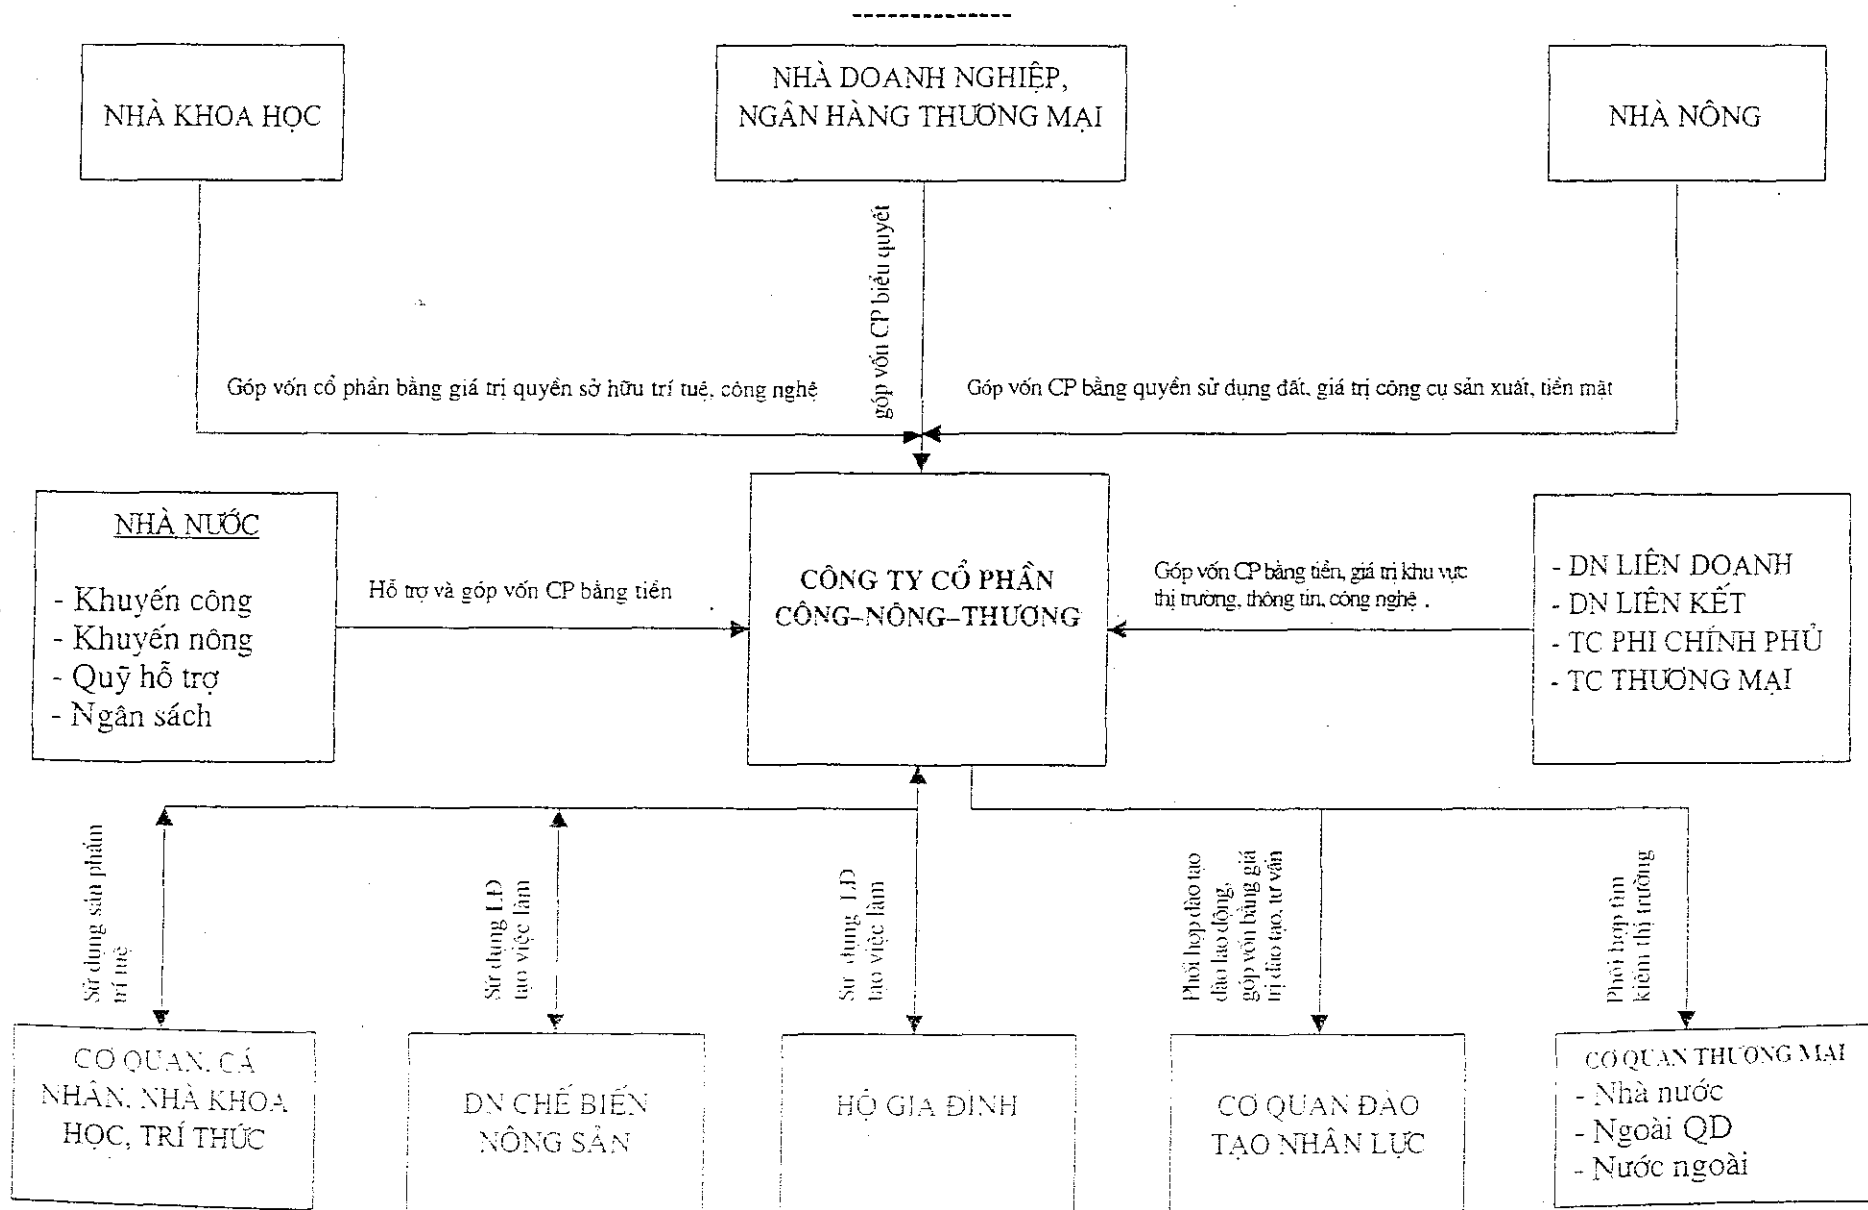 NHÀ KHOA HỌC
NHÀ DOANH NGHIỆP,
NGÂN HÀNG THƯƠNG MẠI
NHÀ NÔNG
góp vốn CP biểu quyết
Góp vốn cổ phần bằng giá trị quyền sở hữu trí tuệ, công nghệ
Góp vốn CP bằng quyền sử dụng đất, giá trị công cụ sản xuất, tiền mặt
NHÀ NƯỚC
- Khuyến công
- Khuyến nông
- Quỹ hỗ trợ
- Ngân sách
Hỗ trợ và góp vốn CP bằng tiền
CÔNG TY CỔ PHẦN
CÔNG–NÔNG–THƯƠNG
Góp vốn CP bằng tiền, giá trị khu vực
thị trường, thông tin, công nghệ .
- DN LIÊN DOANH
- DN LIÊN KẾT
- TC PHI CHÍNH PHỦ
- TC THƯƠNG MẠI
Sử dụng sản phẩm
trí tuệ
Sử dụng LĐ
tạo việc làm
Sử dụng LĐ
tạo việc làm
Phối hợp đào tạo
đào lao động,
góp vốn bằng giá
trị đào tạo, tư vấn
Phối hợp tìm
kiếm thị trường
CƠ QUAN, CÁ
NHÂN, NHÀ KHOA
HỌC, TRÍ THỨC
DN CHẾ BIẾN
NÔNG SẢN
HỘ GIA ĐÌNH
CƠ QUAN ĐÀO
TẠO NHÂN LỰC
CƠ QUAN THƯƠNG MẠI
- Nhà nước
- Ngoài QD
- Nước ngoài